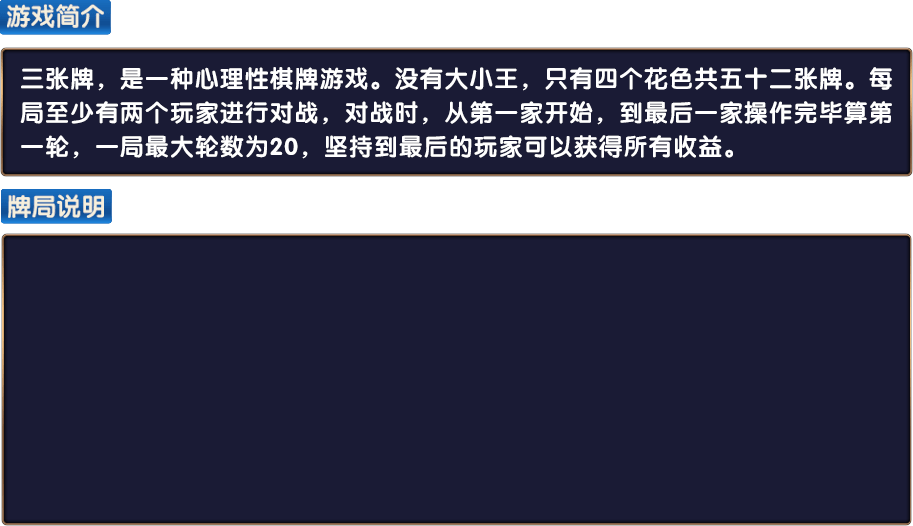 游戏简介
三张牌，是一种心理性棋牌游戏。没有大小王，只有四个花色共五十二张牌。每
局至少有两个玩家进行对战，对战时，从第一家开始，到最后一家操作完毕算第
一轮，一局最大轮数为20，坚持到最后的玩家可以获得所有收益。
牌局说明